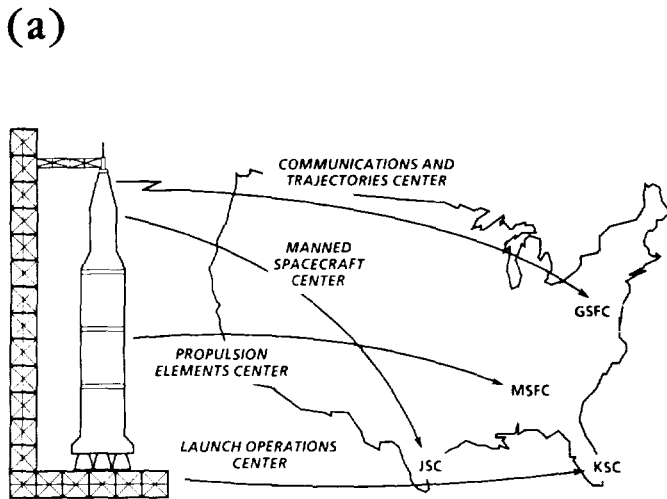 (a)
COMMUNICATIONS AND
TRAJECTORIES CENTER
MANNED
SPACECRAFT
CENTER
GSFC
PROPULSION
ELEMENTS CENTER
MSFC
LAUNCH OPERATIONS
CENTER
JSC
KSC